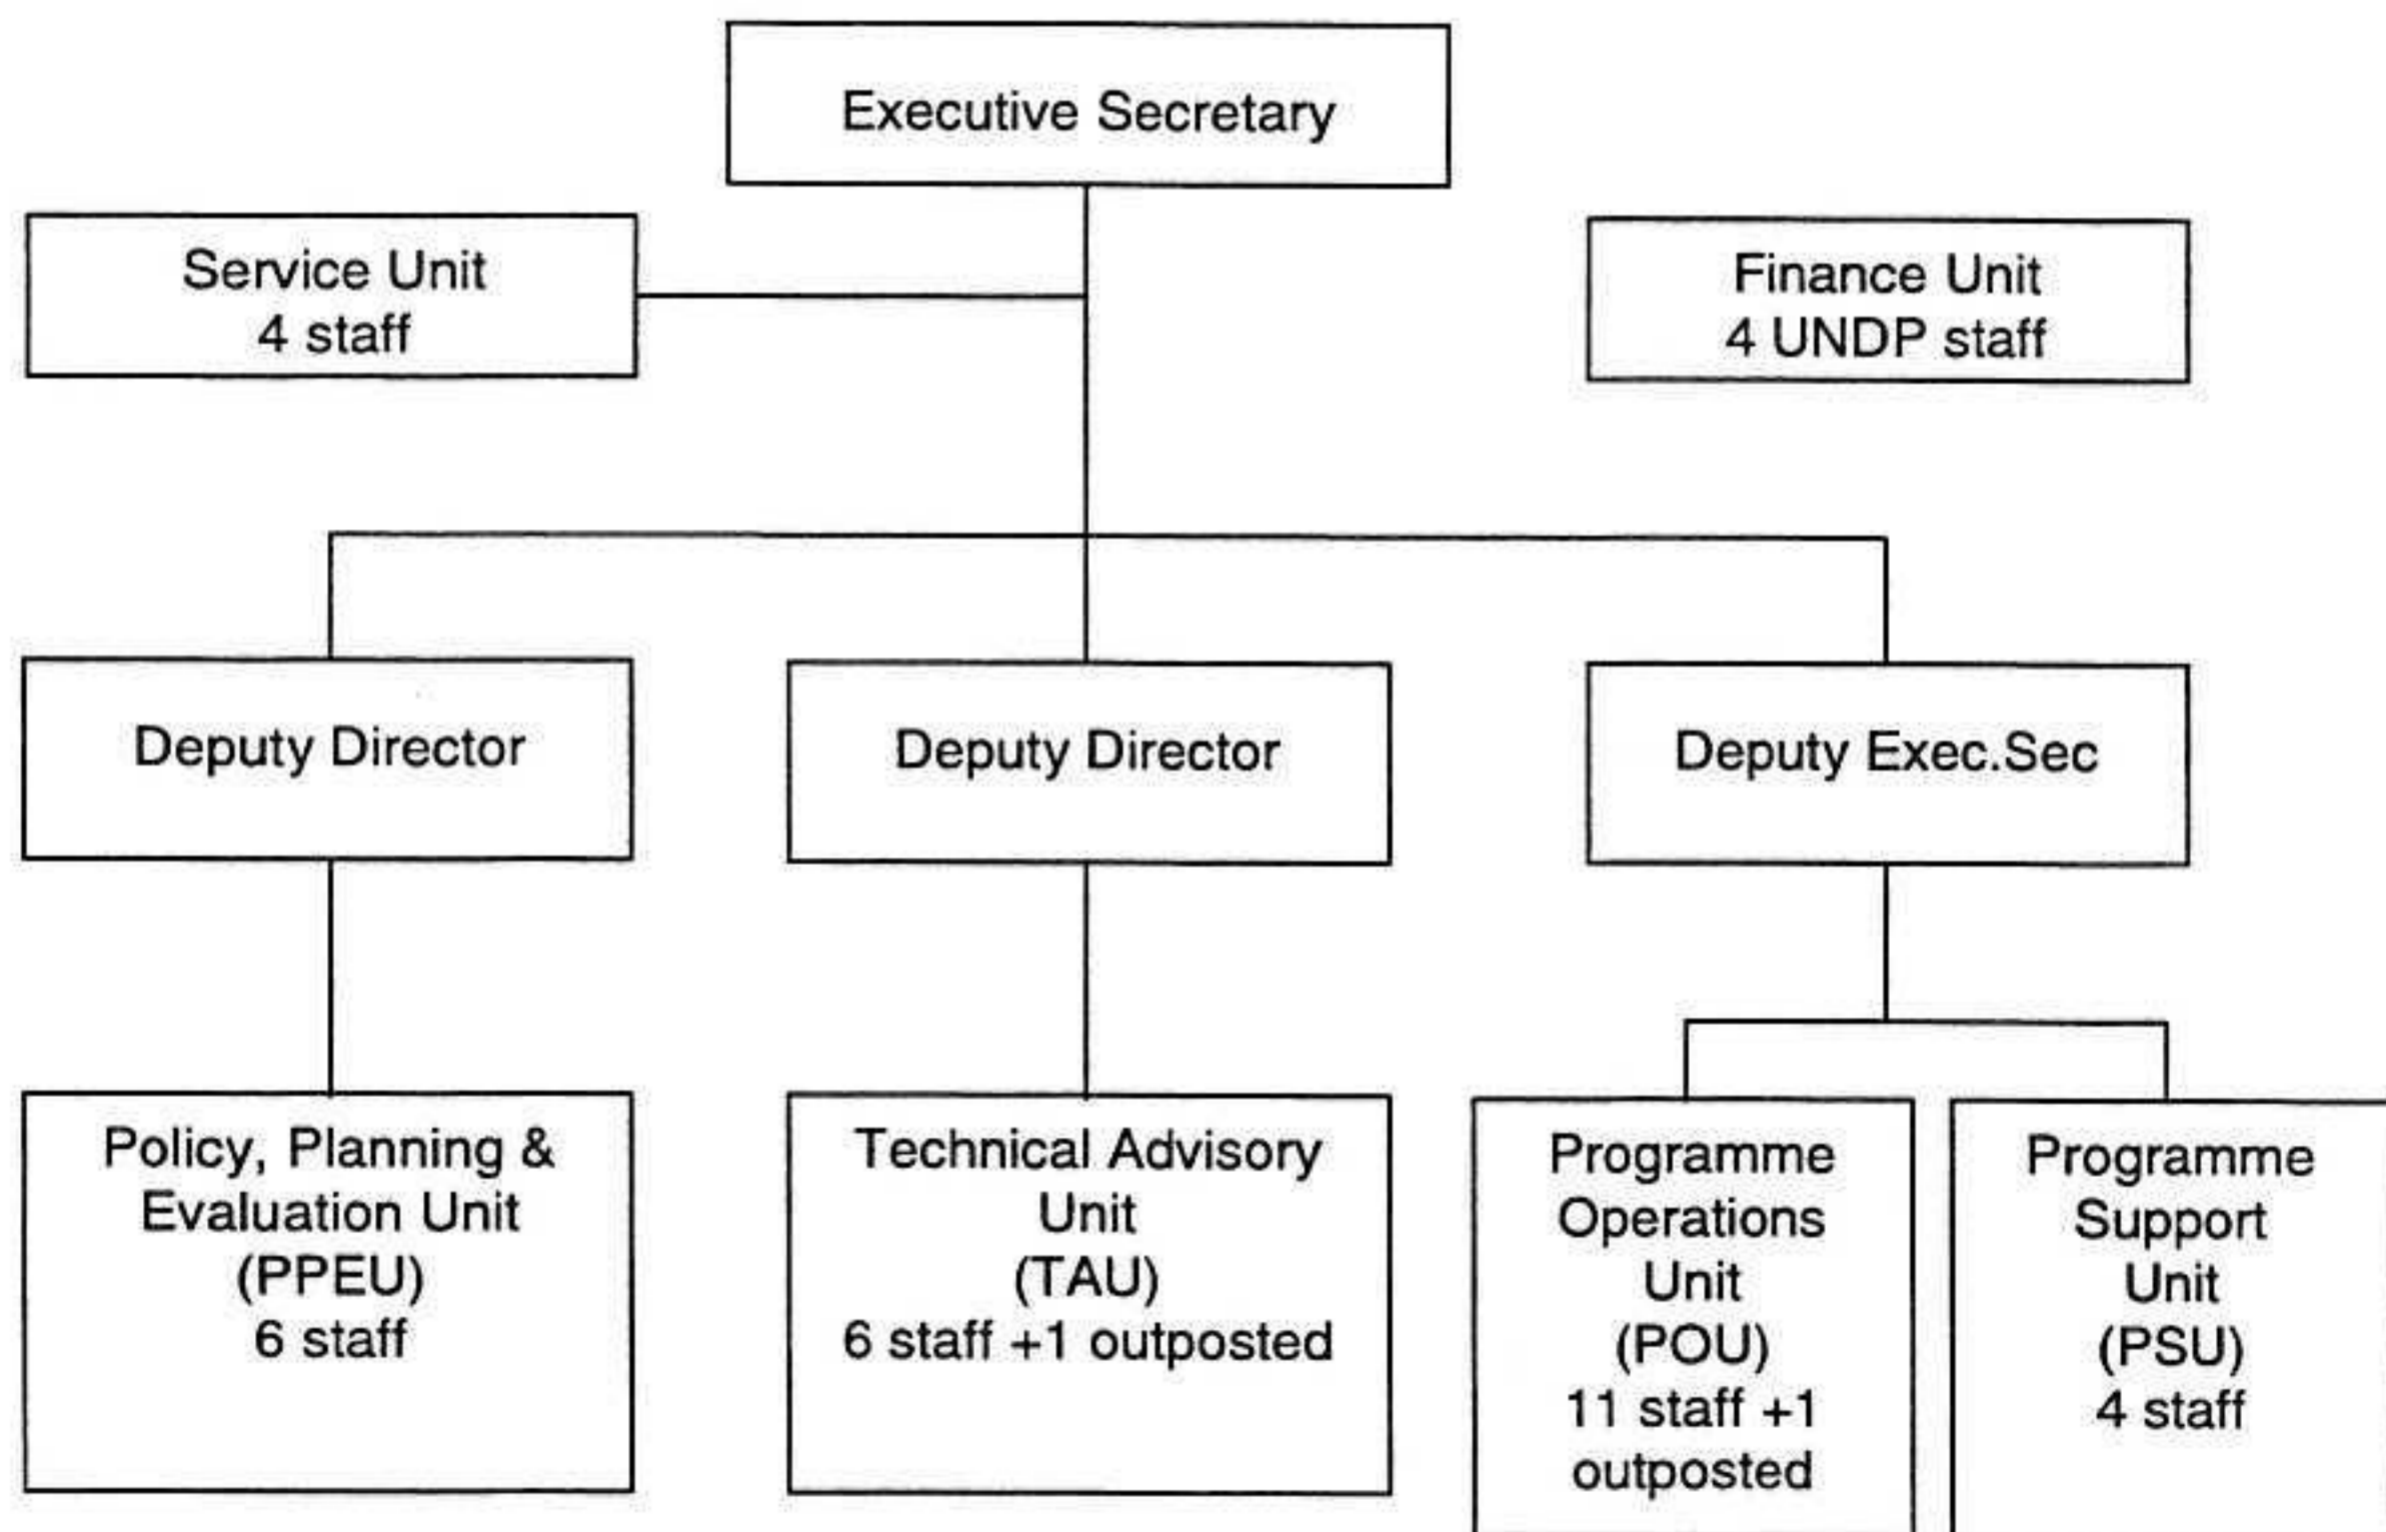 Executive Secretary
Service Unit
4 staff
Finance Unit
4 UNDP staff
Deputy Director
Deputy Director
Deputy Exec.Sec
Policy, Planning &
Evaluation Unit
(PPEU)
6 staff
Technical Advisory
Unit
(TAU)
6 staff +1 outposted
Programme
Operations
Unit
(POU)
11 staff +1
outposted
Programme
Support
Unit
(PSU)
4 staff